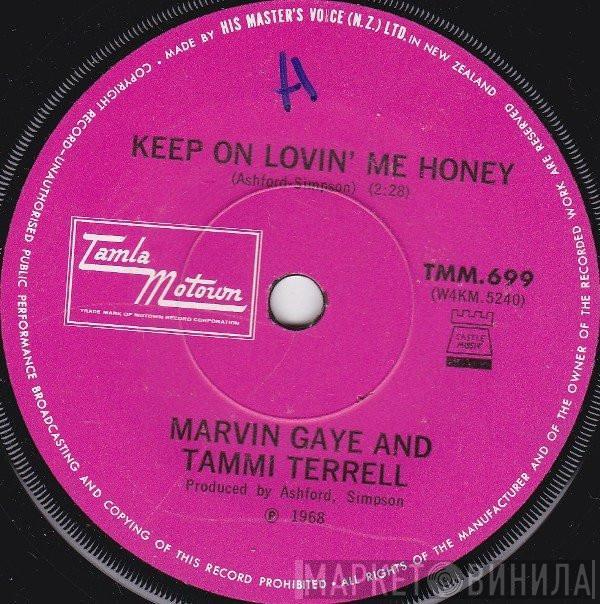 MADE BY HIS MASTER'S VOICE (N.Z.) LTD. IN NEW ZEALAND
H
KEEP ON LOVIN' ME HONEY
(Ashford-Simpson) (2:28)
Tamla
Motown
TRADE MARK OF MOTOWN RECORD CORPORATION
TMM.699
(W4KM.5240)
CASTLE
MUSIC
MARVIN GAYE AND
TAMMI TERRELL
Produced by Ashford, Simpson
℗ 1968
• COPYRIGHT RECORD-UNAUTHORISED PUBLIC PERFORMANCE BROADCASTING AND COPYING OF THIS RECORD PROHIBITED • ALL RIGHTS OF THE MANUFACTURER AND OF THE OWNER OF THE RECORDED WORK ARE RESERVED
МАРКЕТ ВИНИЛА